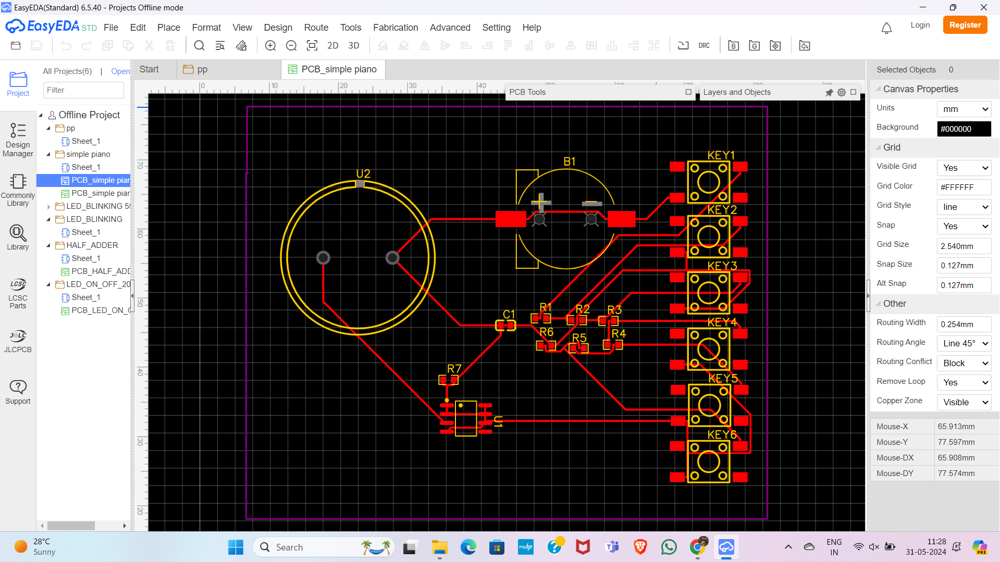 EasyEDA(Standard) 6.5.40 - Projects Offline mode
EasyEDA STD File Edit Place Format View Design Route Tools Fabrication Advanced Setting Help Login Register
2D 3D DRC B G
Project
Design Manager
Commonly Library
Library
LCSC
LCSC Parts
J@LC
JLCPCB
Support
All Projects(6) | Open
Filter
Offline Project
pp
Sheet_1
simple piano
Sheet_1
PCB_simple piar
PCB_simple piar
LED_BLINKING 5
LED_BLINKING
Sheet_1
HALF_ADDER
Sheet_1
PCB_HALF_ADD
LED_ON_OFF_20
Sheet_1
PCB_LED_ON_
Start pp PCB_simple piano
0 10 20 30 40
PCB Tools
Layers and Objects
70
60
50
40
30
20
U2
B1
KEY1
KEY2
KEY3
KEY4
KEY5
KEY6
R1
R2
R3
C1
R6
R5
R4
R7
U1
Selected Objects 0
Canvas Properties
Units mm
Background #000000
Grid
Visible Grid Yes
Grid Color #FFFFFF
Grid Style line
Snap Yes
Grid Size 2.540mm
Snap Size 0.127mm
Alt Snap 0.127mm
Other
Routing Width 0.254mm
Routing Angle Line 45°
Routing Conflict Block
Remove Loop Yes
Copper Zone Visible
Mouse-X 65.913mm
Mouse-Y 77.597mm
Mouse-DX 65.908mm
Mouse-DY 77.574mm
28°C
Sunny
Search
myhp
ENG
IN
11:28
31-05-2024
PRE